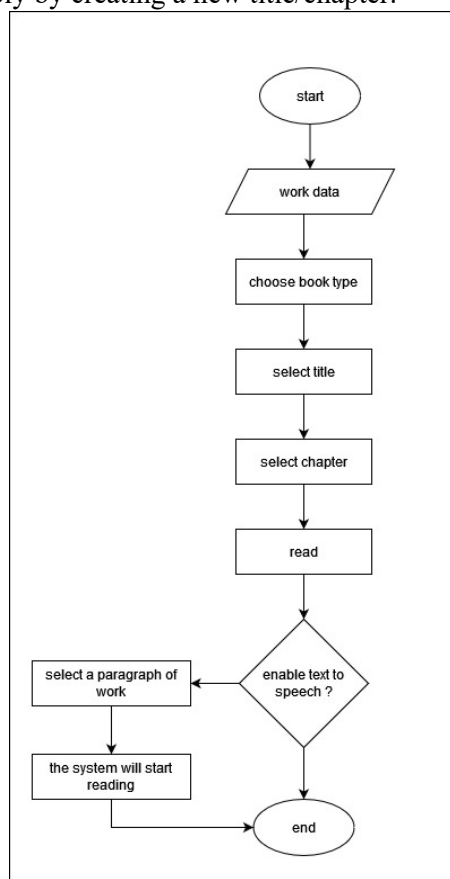 ely by creating a new title/chapter.
start
work data
choose book type
select title
select chapter
read
enable text to
speech ?
select a paragraph of
work
the system will start
reading
end